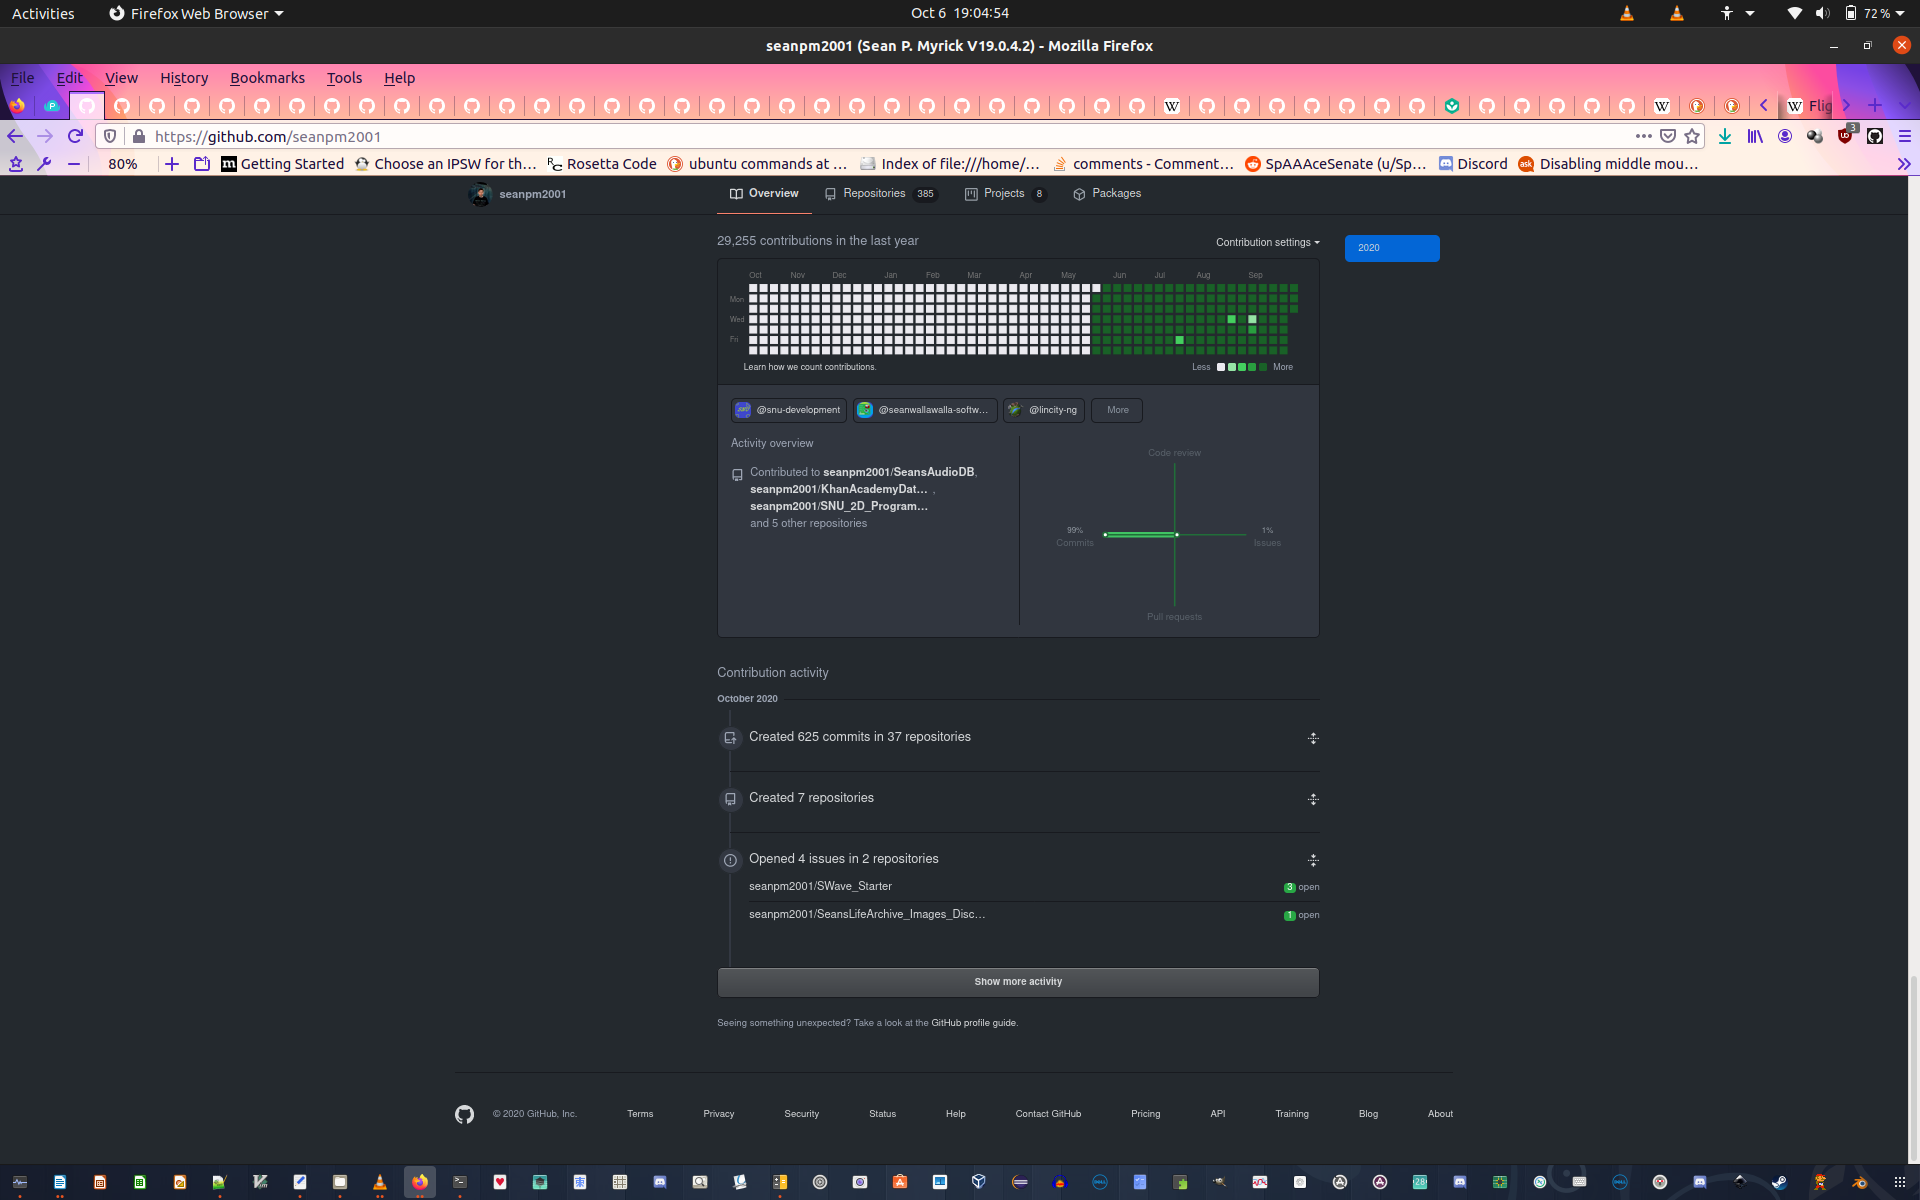 Activities
Firefox Web Browser
Oct 6 19:04:54
72 %
seanpm2001 (Sean P. Myrick V19.0.4.2) - Mozilla Firefox
File Edit View History Bookmarks Tools Help
Flig
https://github.com/seanpm2001
3
80%
Getting Started
Choose an IPSW for th…
Rosetta Code
ubuntu commands at …
Index of file:///home/…
comments - Comment…
SpAAAceSenate (u/Sp…
Discord
Disabling middle mou…
seanpm2001
Overview
Repositories 385
Projects 8
Packages
29,255 contributions in the last year
Contribution settings
2020
Oct Nov Dec Jan Feb Mar Apr May Jun Jul Aug Sep
Mon
Wed
Fri
Learn how we count contributions.
Less
More
@snu-development
@seanwallawalla-softw…
@lincity-ng
More
Activity overview
Contributed to seanpm2001/SeansAudioDB,
seanpm2001/KhanAcademyDat… ,
seanpm2001/SNU_2D_Program…
and 5 other repositories
Code review
99%
Commits
1%
Issues
Pull requests
Contribution activity
October 2020
Created 625 commits in 37 repositories
Created 7 repositories
Opened 4 issues in 2 repositories
seanpm2001/SWave_Starter
3 open
seanpm2001/SeansLifeArchive_Images_Disc…
1 open
Show more activity
Seeing something unexpected? Take a look at the GitHub profile guide.
© 2020 GitHub, Inc.
Terms
Privacy
Security
Status
Help
Contact GitHub
Pricing
API
Training
Blog
About